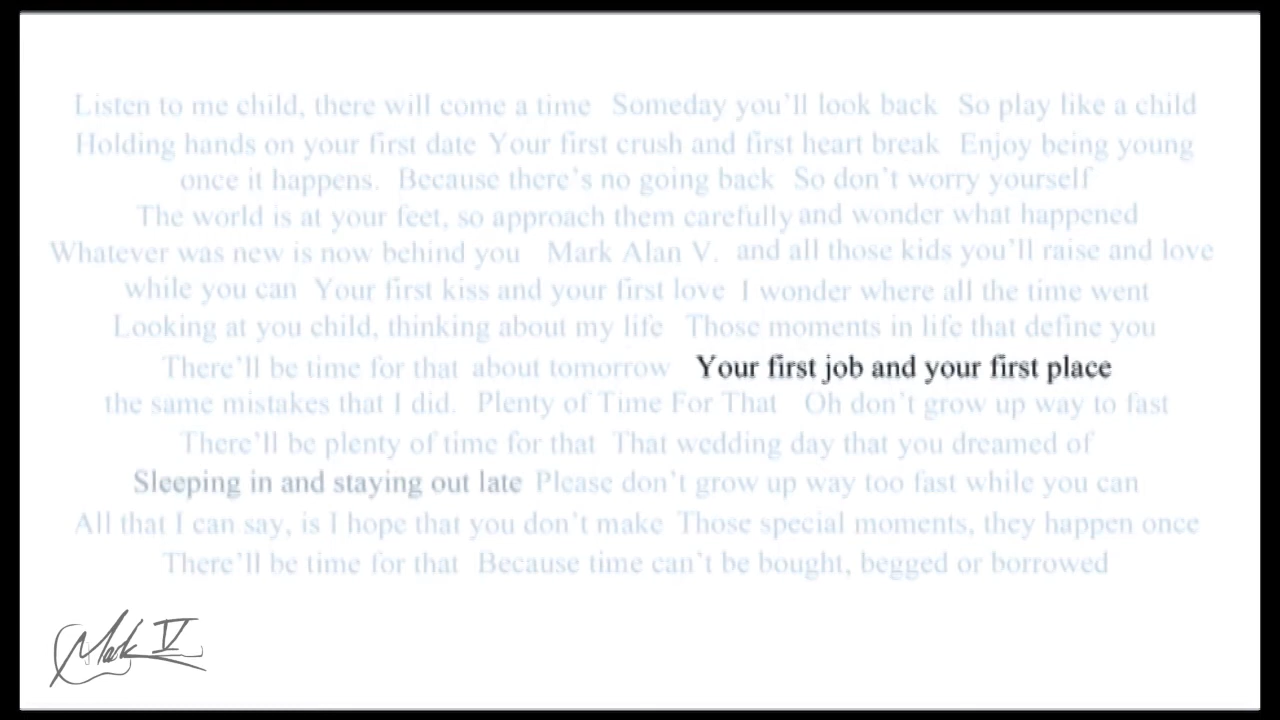 Listen to me child, there will come a time Someday you'll look back So play like a child
Holding hands on your first date Your first crush and first heart break Enjoy being young
once it happens. Because there's no going back So don't worry yourself
The world is at your feet, so approach them carefully and wonder what happened
Whatever was new is now behind you Mark Alan V. and all those kids you'll raise and love
while you can Your first kiss and your first love I wonder where all the time went
Looking at you child, thinking about my life Those moments in life that define you
There'll be time for that about tomorrow Your first job and your first place
the same mistakes that I did. Plenty of Time For That Oh don't grow up way to fast
There'll be plenty of time for that That wedding day that you dreamed of
Sleeping in and staying out late Please don't grow up way too fast while you can
All that I can say, is I hope that you don't make Those special moments, they happen once
There'll be time for that Because time can't be bought, begged or borrowed
Mark V